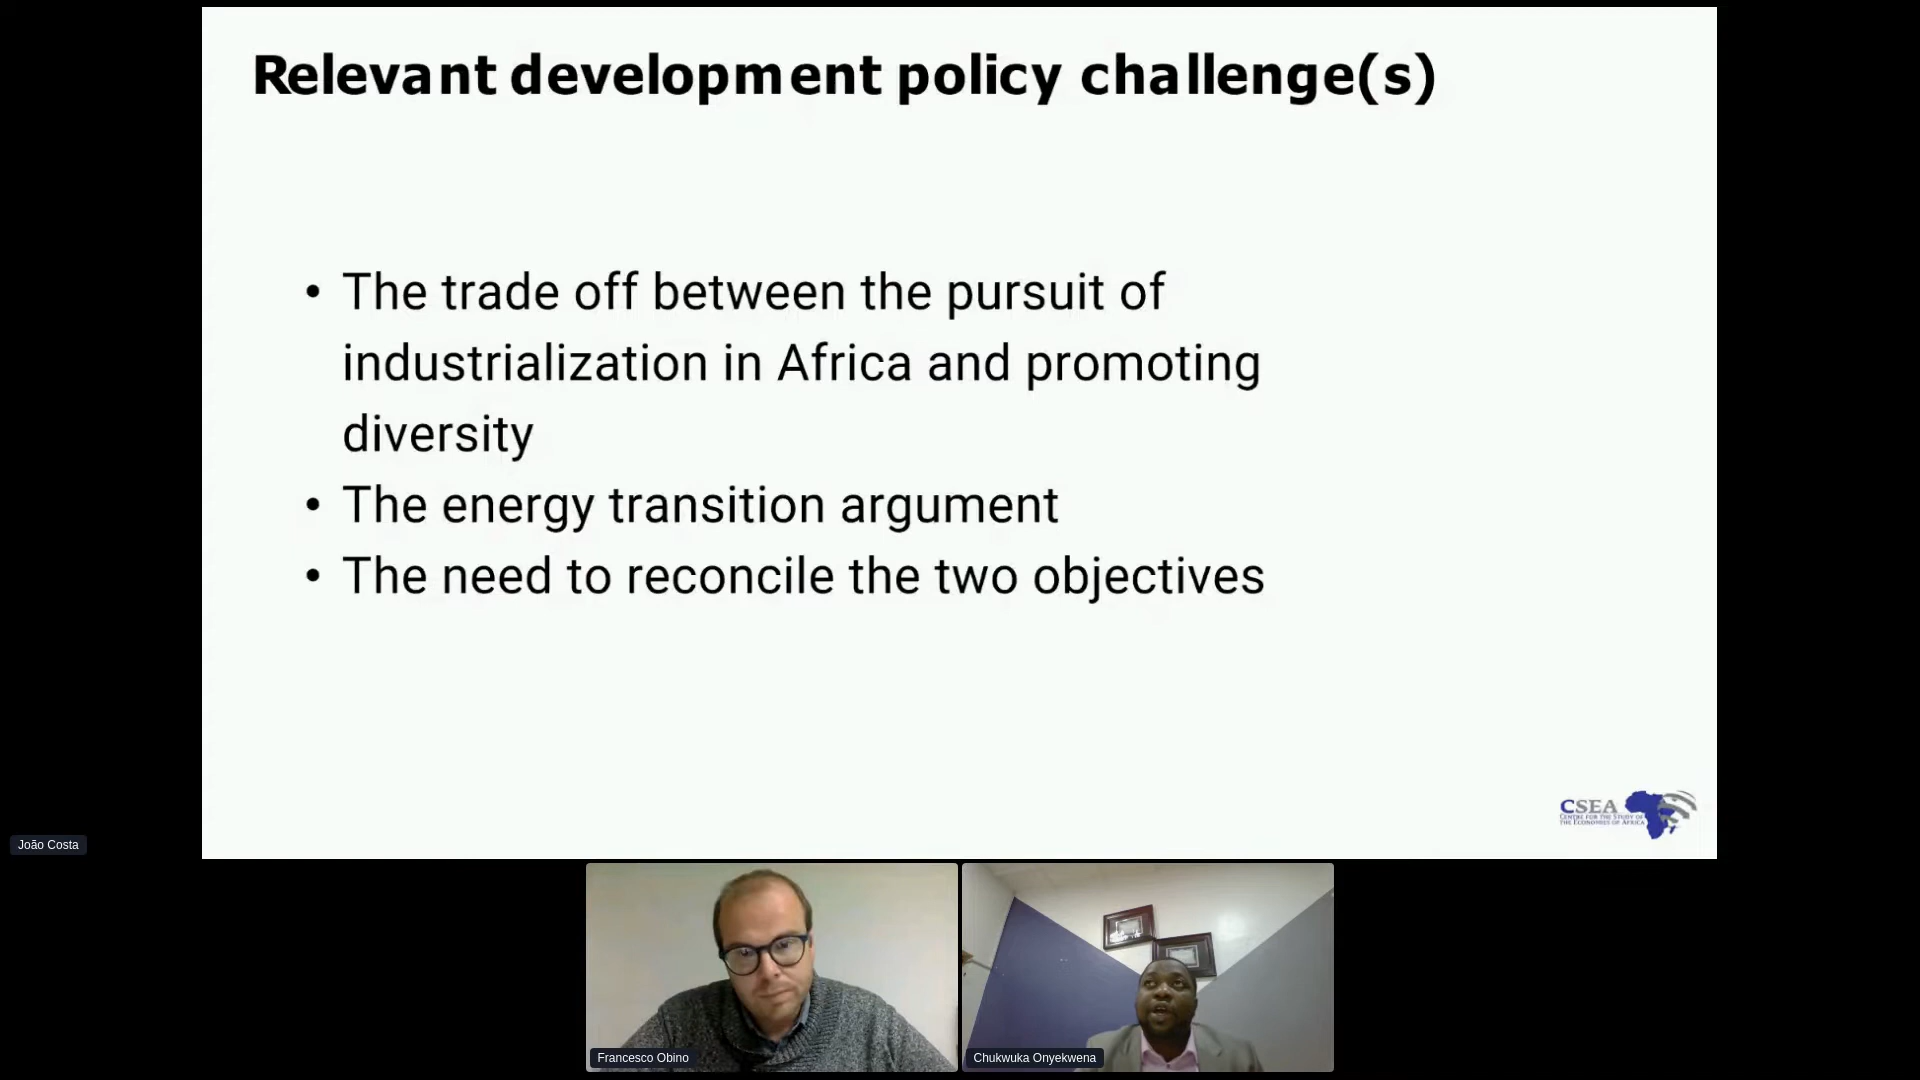 Relevant development policy challenge(s)
• The trade off between the pursuit of
industrialization in Africa and promoting
diversity
• The energy transition argument
• The need to reconcile the two objectives
CSEA
CENTRE FOR THE STUDY OF
THE ECONOMIES OF AFRICA
João Costa
Francesco Obino
Chukwuka Onyekwena